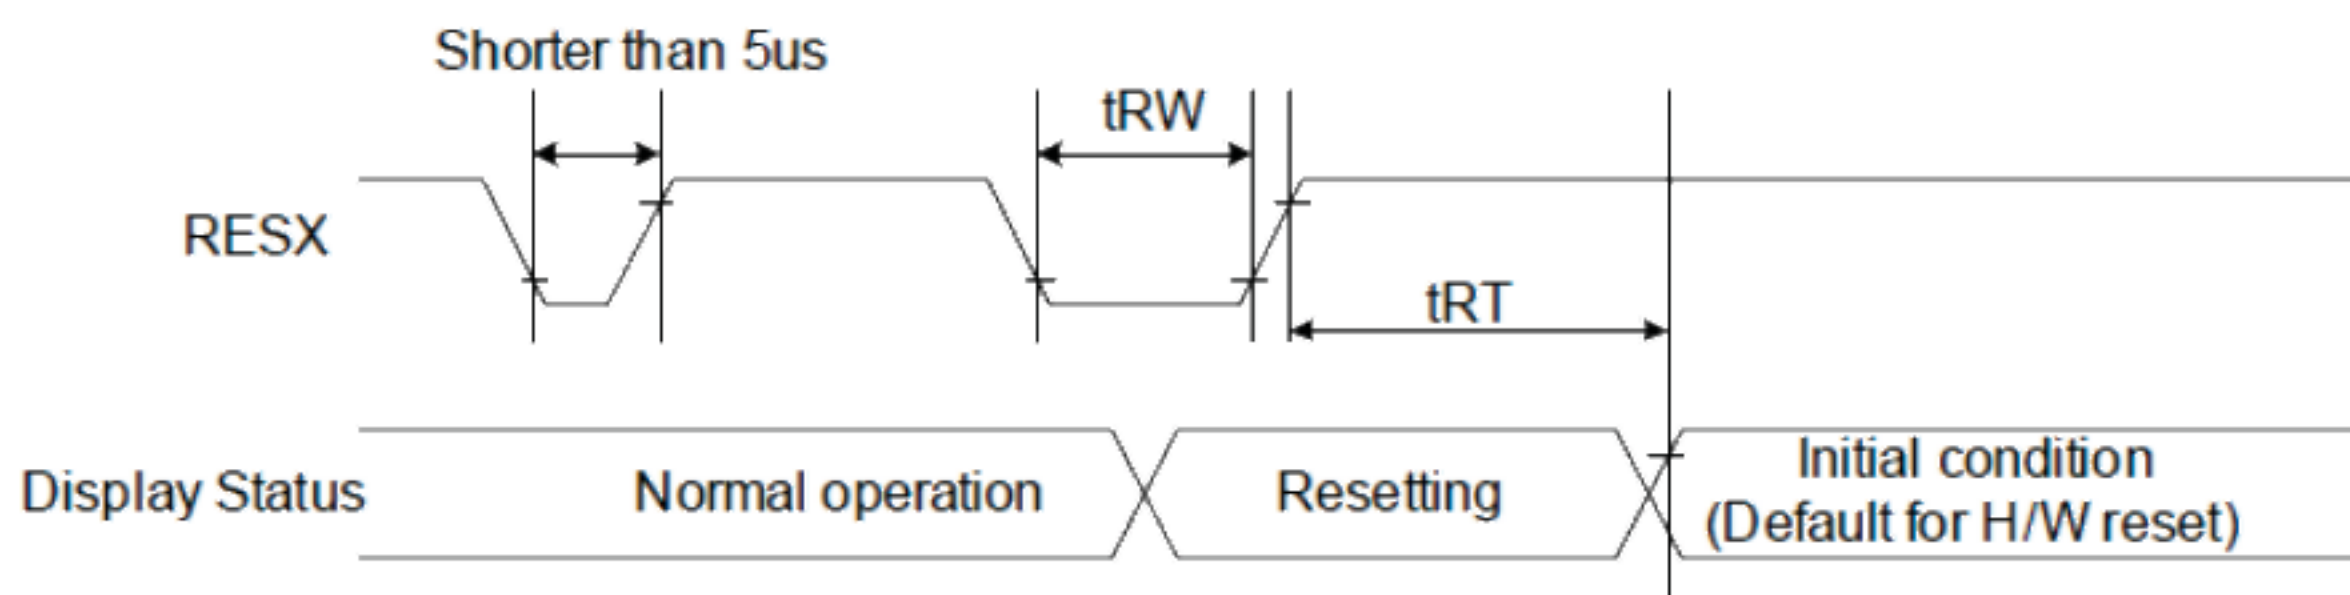 Shorter than 5us
tRW
RESX
tRT
Display Status
Normal operation
Resetting
Initial condition
(Default for H/W reset)